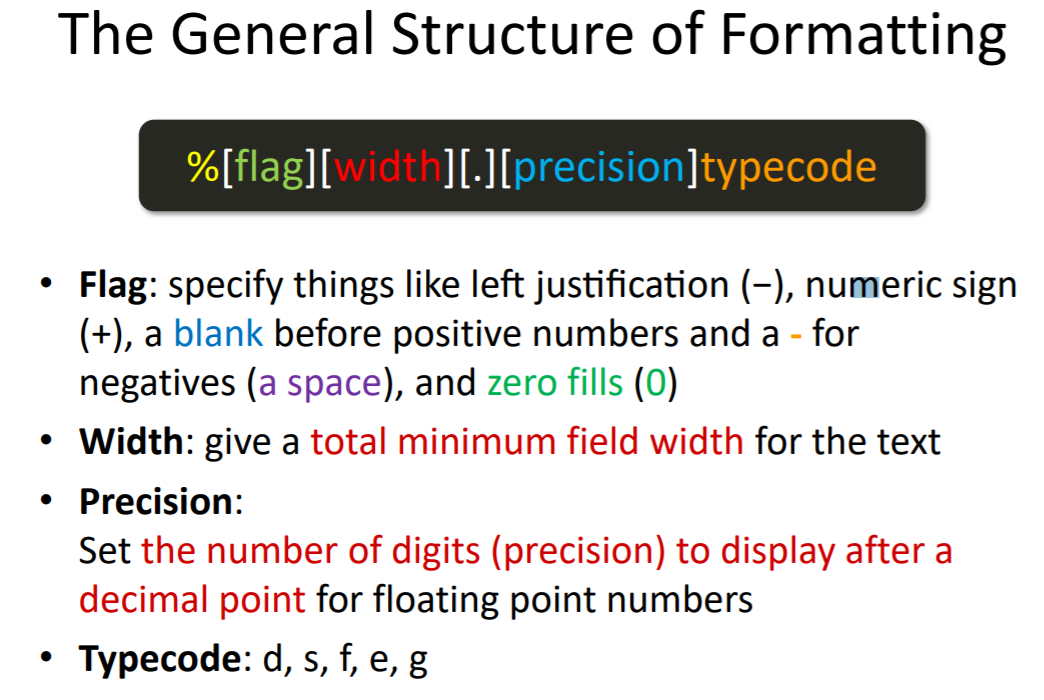 The General Structure of Formatting
%[flag][width][.][precision]typecode
• Flag: specify things like left justification (−), numeric sign
(+), a blank before positive numbers and a - for
negatives (a space), and zero fills (0)
• Width: give a total minimum field width for the text
• Precision:
Set the number of digits (precision) to display after a
decimal point for floating point numbers
• Typecode: d, s, f, e, g